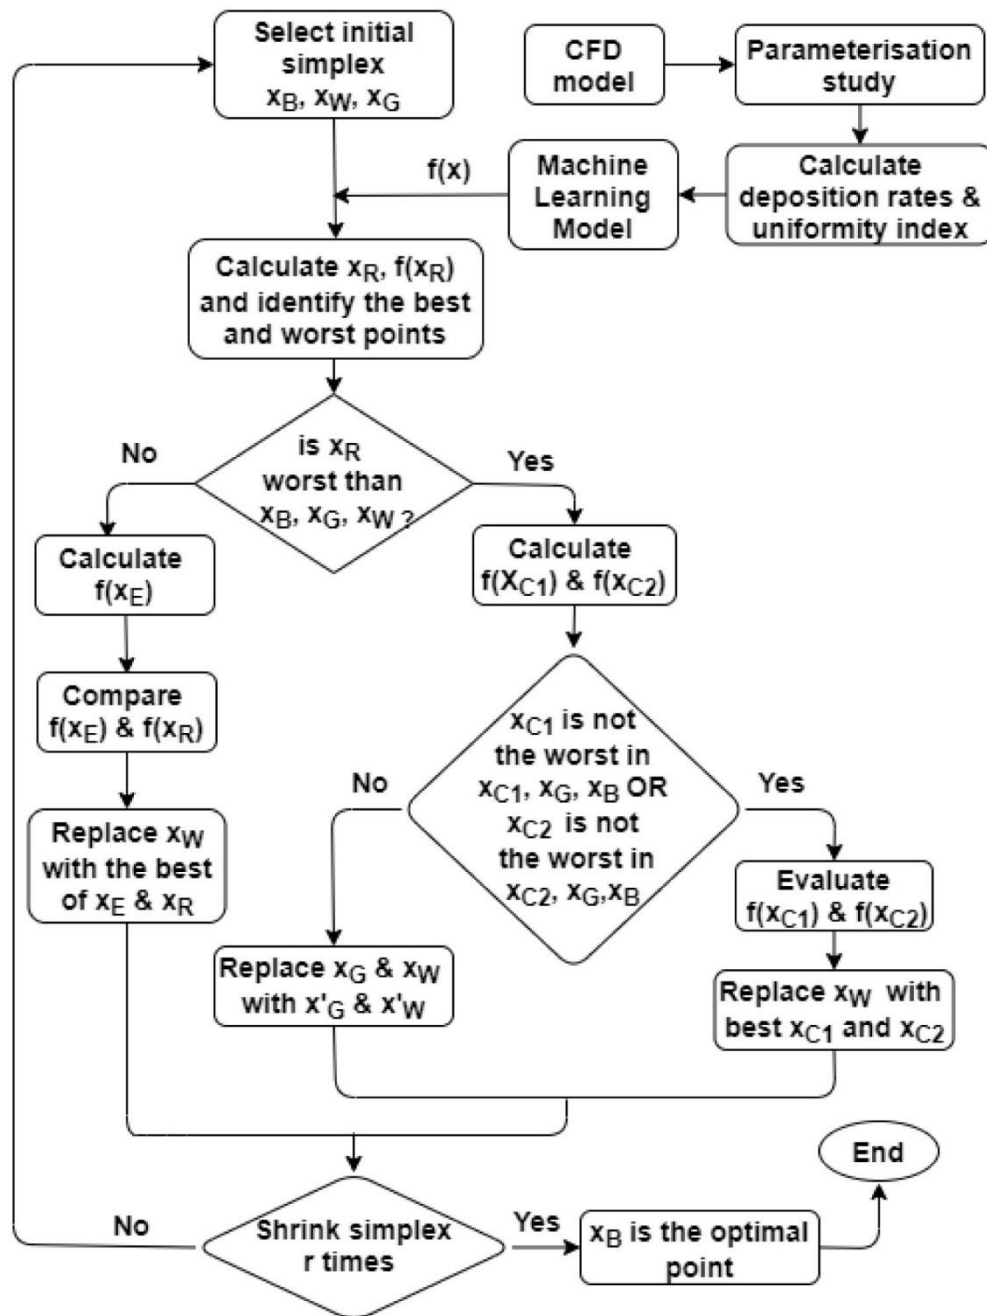 Select initial
simplex
xB, xW, xG
CFD
model
Parameterisation
study
f(x)
Machine
Learning
Model
Calculate
deposition rates &
uniformity index
Calculate xR, f(xR)
and identify the best
and worst points
No
is xR
worst than
xB, xG, xW ?
Yes
Calculate
f(xE)
Calculate
f(XC1) & f(xC2)
Compare
f(xE) & f(xR)
No
xC1 is not
the worst in
xC1, xG, xB OR
xC2 is not
the worst in
xC2, xG,xB
Yes
Replace xW
with the best
of xE & xR
Evaluate
f(xC1) & f(xC2)
Replace xG & xW
with x'G & x'W
Replace xW with
best xC1 and xC2
End
No
Shrink simplex
r times
Yes
xB is the optimal
point